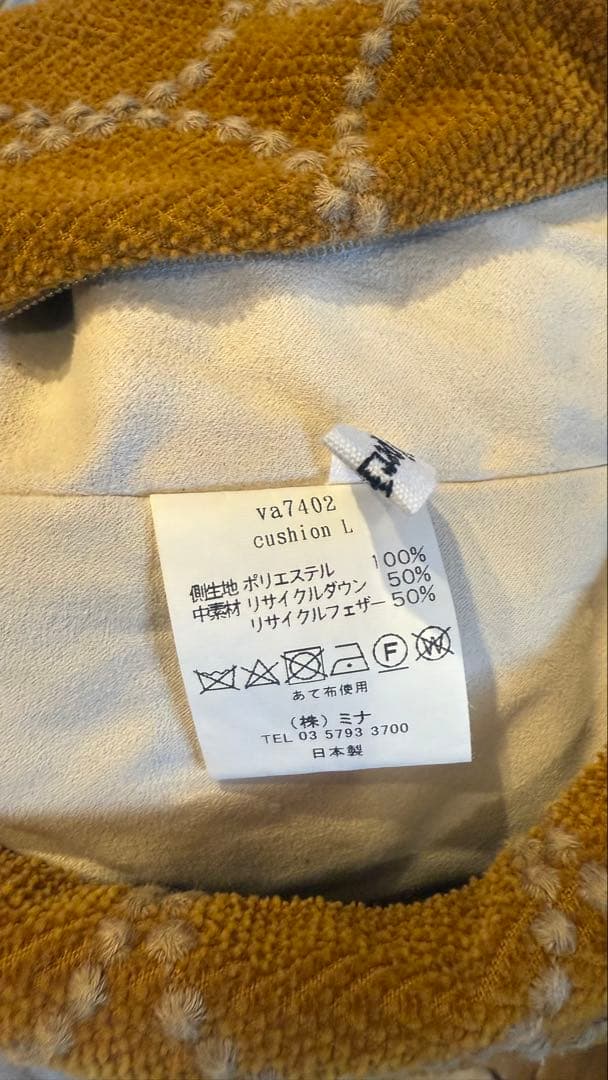 va7402
cushion L
側生地 ポリエステル 100%
中素材 リサイクルダウン 50%
リサイクルフェザー 50%
F W
あて布使用
（株）ミナ
TEL 03 5793 3700
日本製